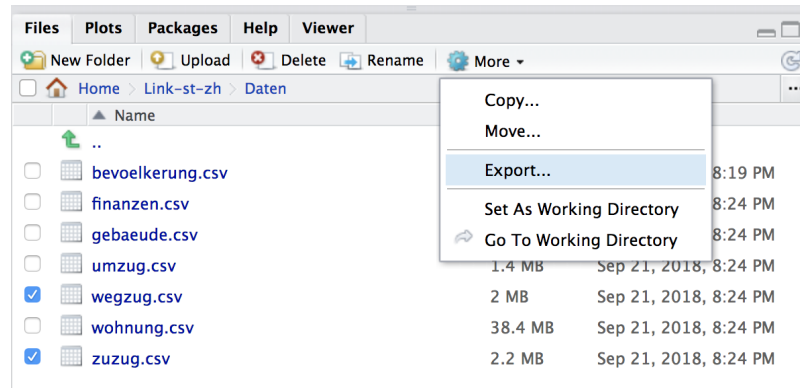 Files Plots Packages Help Viewer
New Folder Upload Delete Rename More
Home Link-st-zh Daten
Name
Copy...
Move...
Export...
Set As Working Directory
Go To Working Directory
..
bevoelkerung.csv 8:19 PM
finanzen.csv 8:24 PM
gebaeude.csv 8:24 PM
umzug.csv 1.4 MB Sep 21, 2018, 8:24 PM
wegzug.csv 2 MB Sep 21, 2018, 8:24 PM
wohnung.csv 38.4 MB Sep 21, 2018, 8:24 PM
zuzug.csv 2.2 MB Sep 21, 2018, 8:24 PM